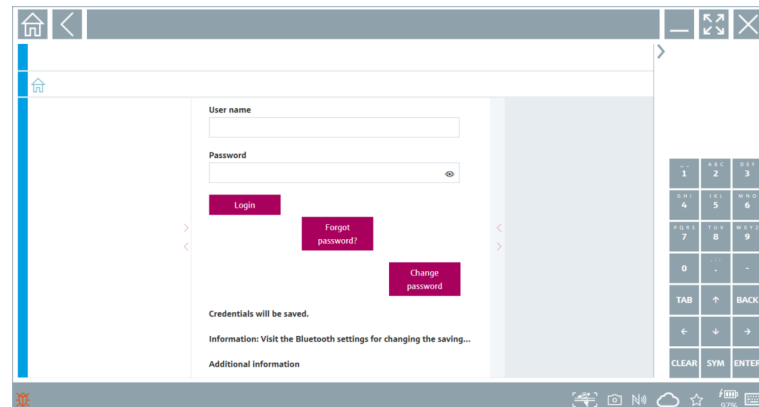 User name
Password
Login
Forgot
password?
Change
password
Credentials will be saved.
Information: Visit the Bluetooth settings for changing the saving...
Additional information
1
ABC
2
DEF
3
GHI
4
JKL
5
MNO
6
PQRS
7
TUV
8
WXYZ
9
0
.
-
TAB
BACK
CLEAR
SYM
ENTER
97%